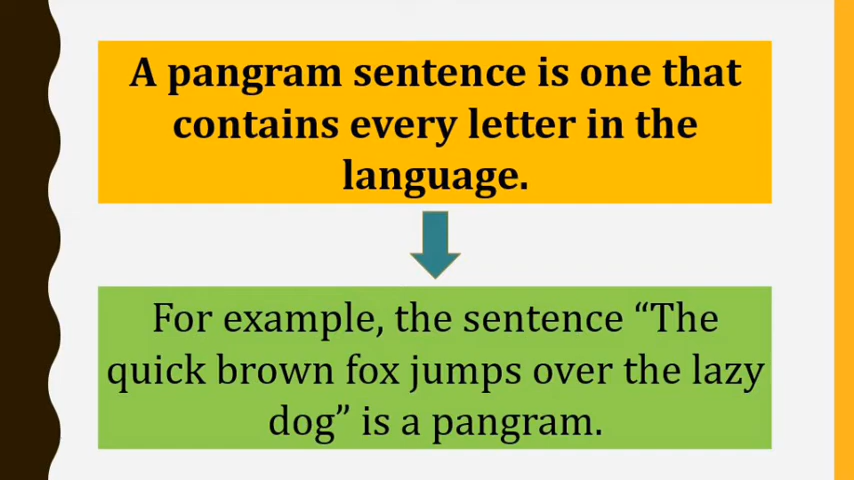 A pangram sentence is one that
contains every letter in the
language.
For example, the sentence “The
quick brown fox jumps over the lazy
dog” is a pangram.